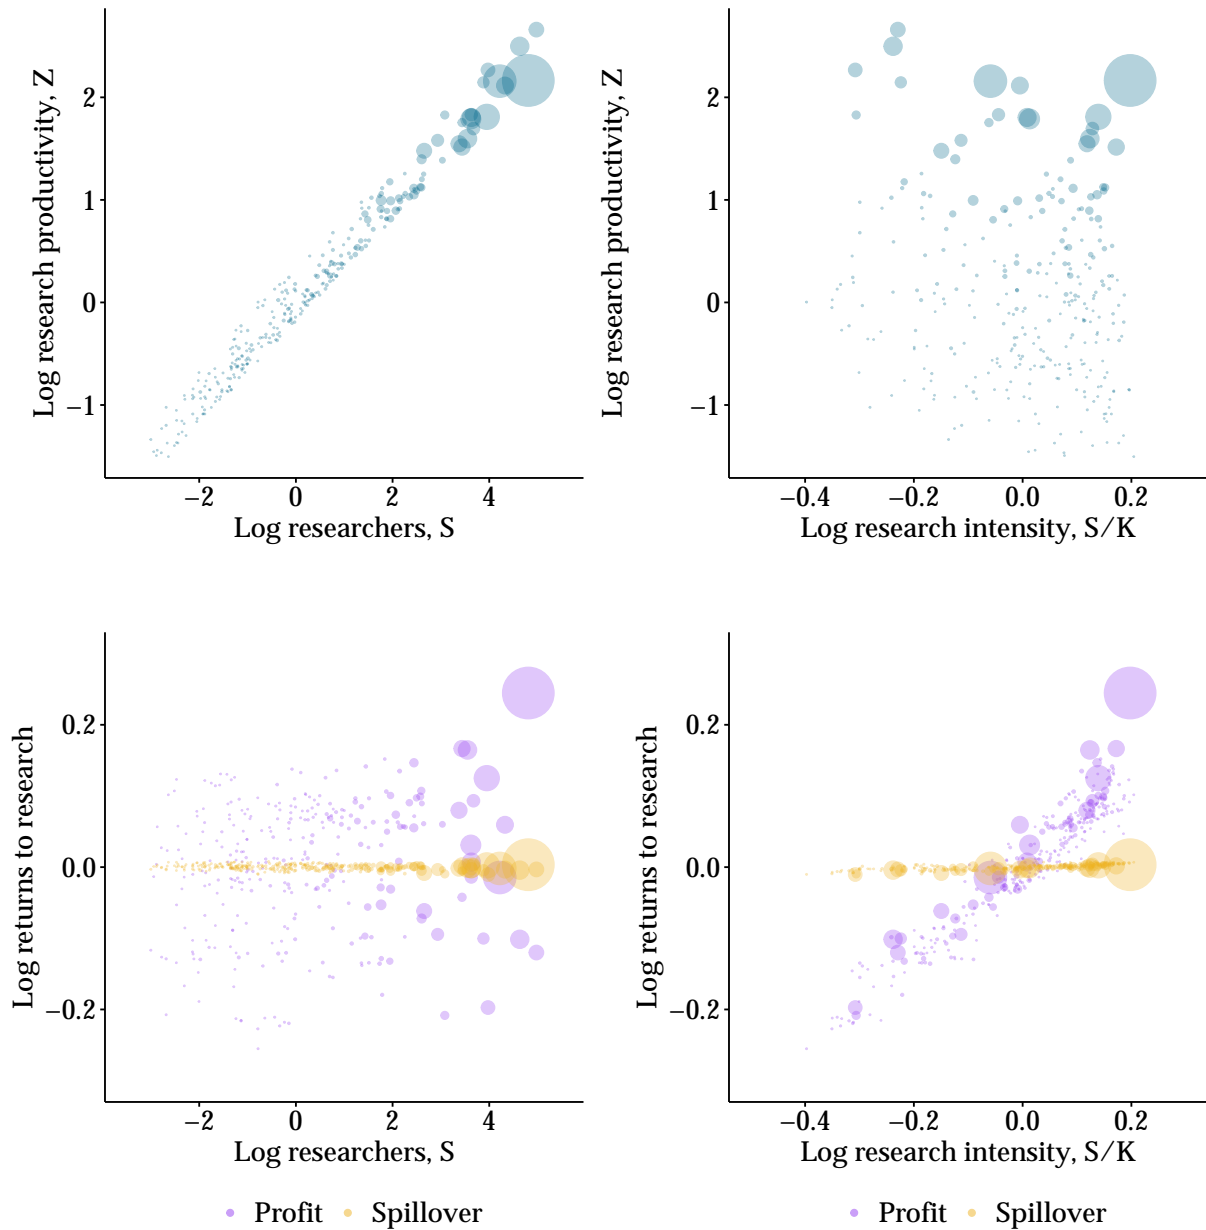 Log research productivity, Z
2
1
0
−1
−2
0
2
4
Log researchers, S
Log research productivity, Z
2
1
0
−1
−0.4
−0.2
0.0
0.2
Log research intensity, S/K
Log returns to research
0.2
0.0
−0.2
−2
0
2
4
Log researchers, S
Profit
Spillover
Log returns to research
0.2
0.0
−0.2
−0.4
−0.2
0.0
0.2
Log research intensity, S/K
Profit
Spillover